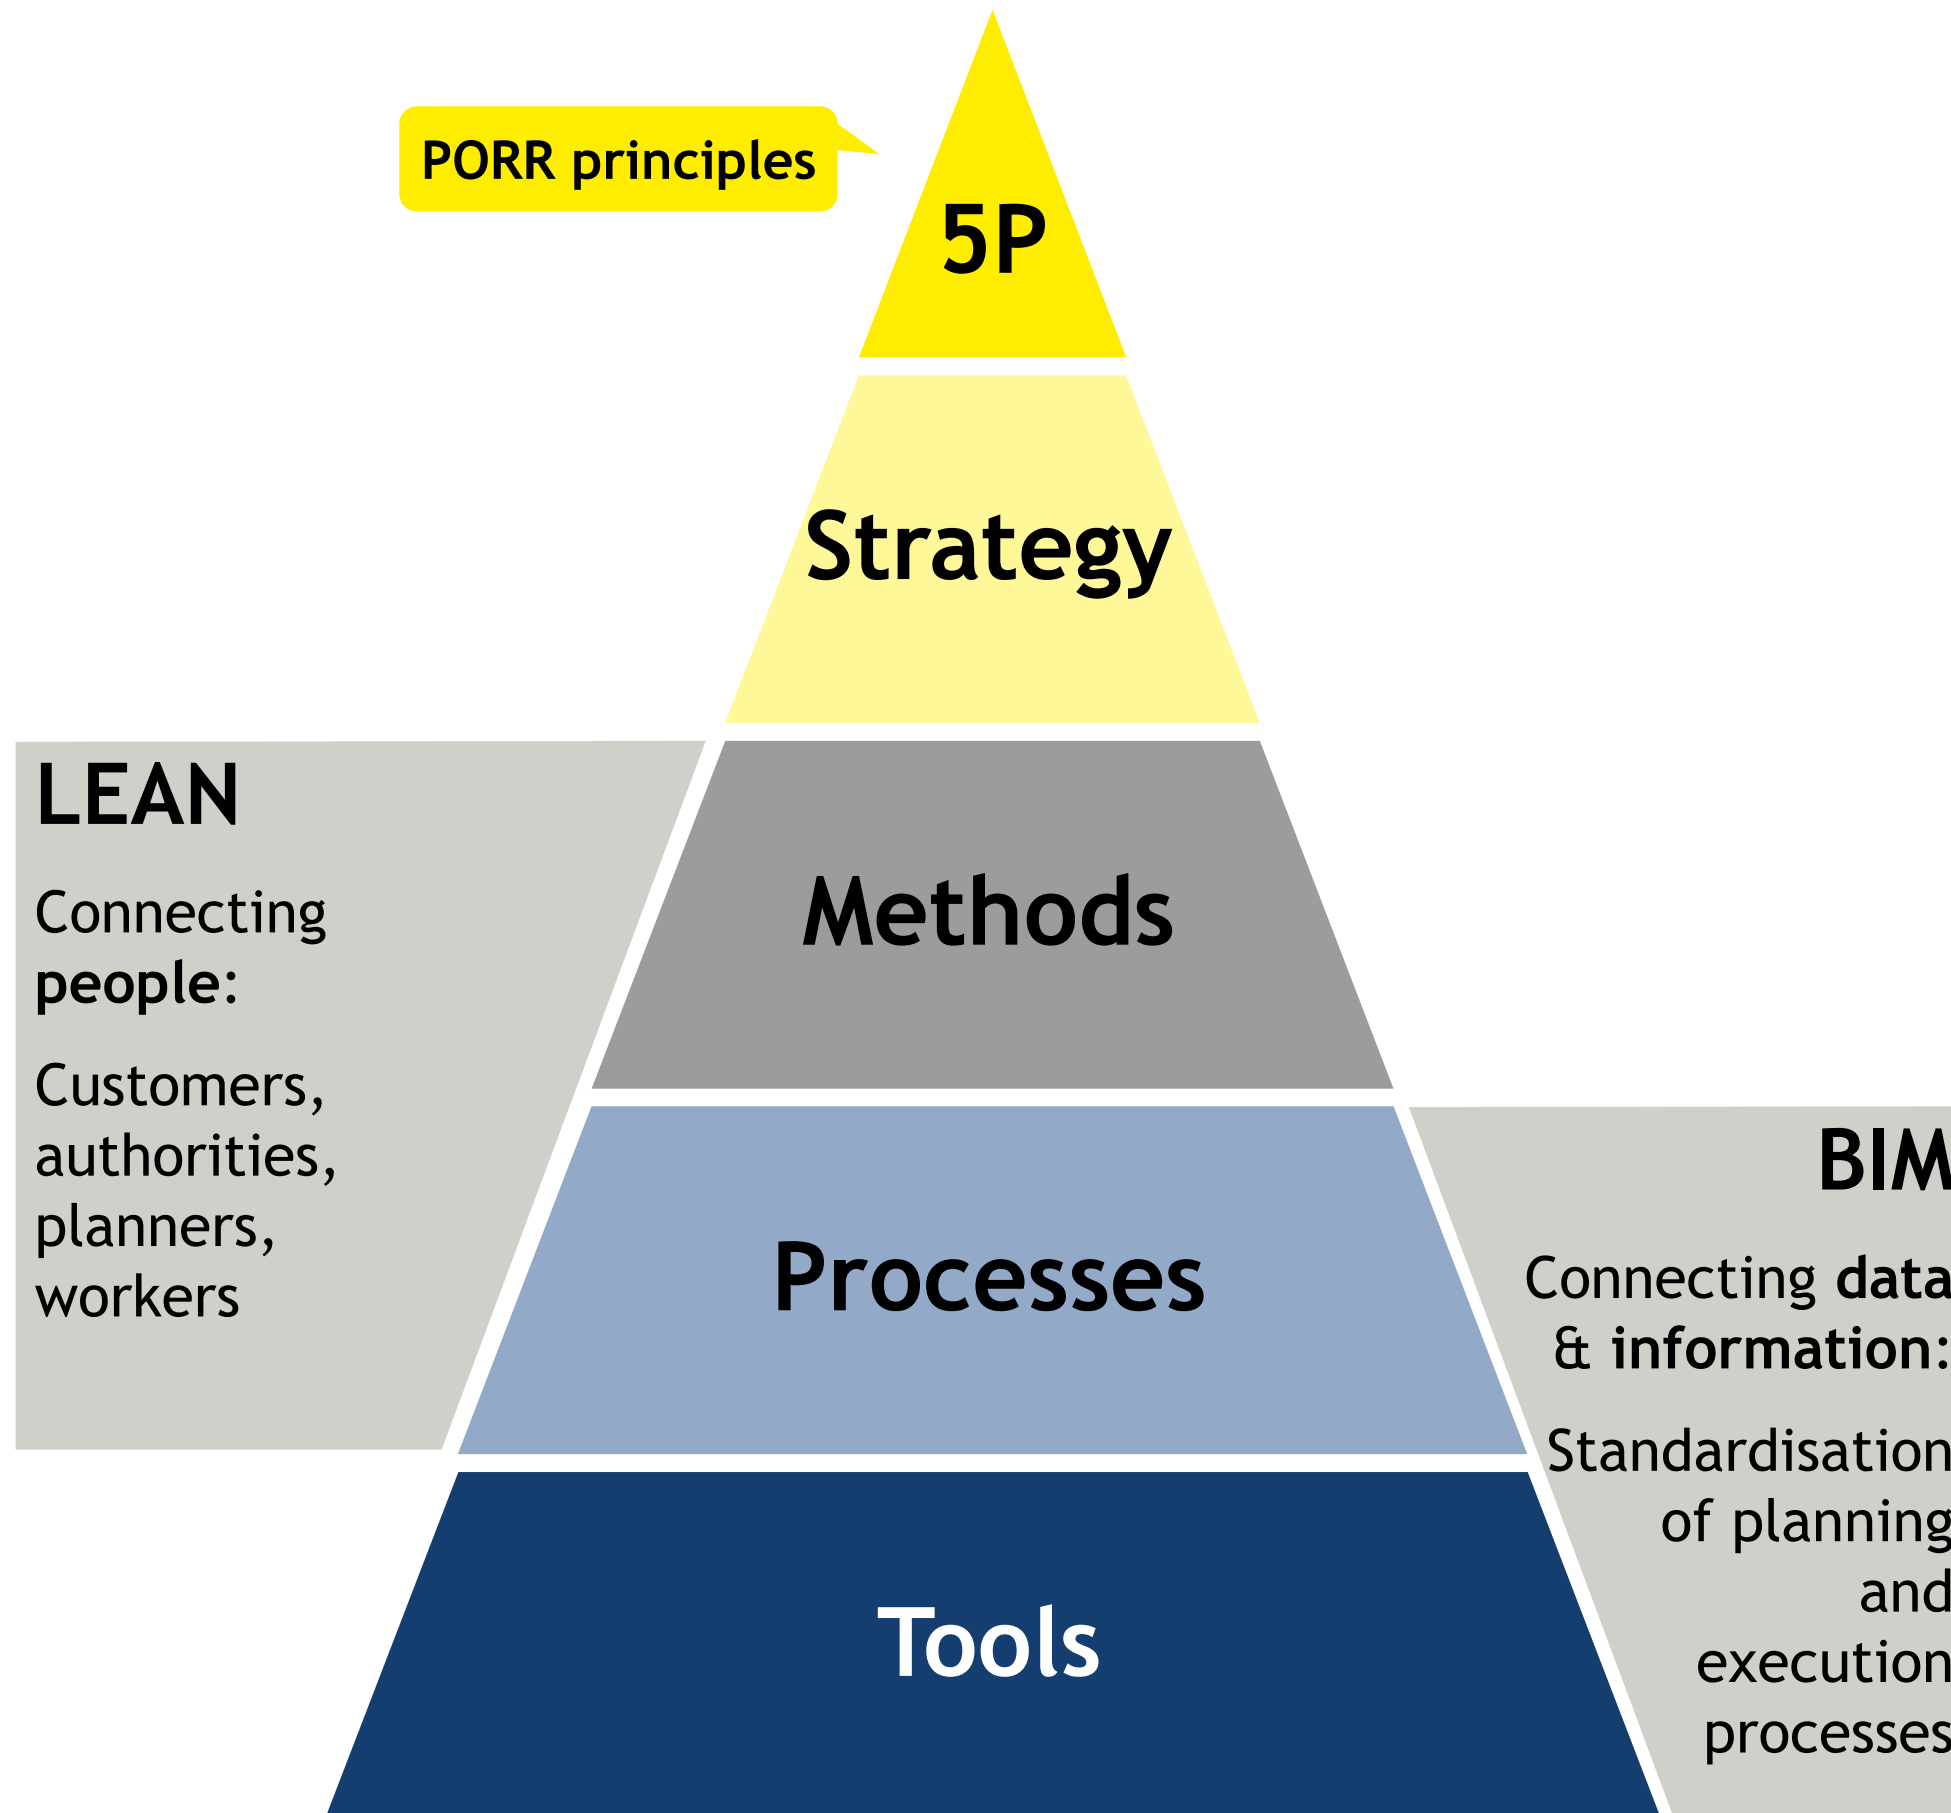 PORR principles
5P
Strategy
LEAN
Connecting
people:
Customers,
authorities,
planners,
workers
Methods
Processes
BIM
Connecting data
& information:
Standardisation
of planning
and
execution
processes
Tools